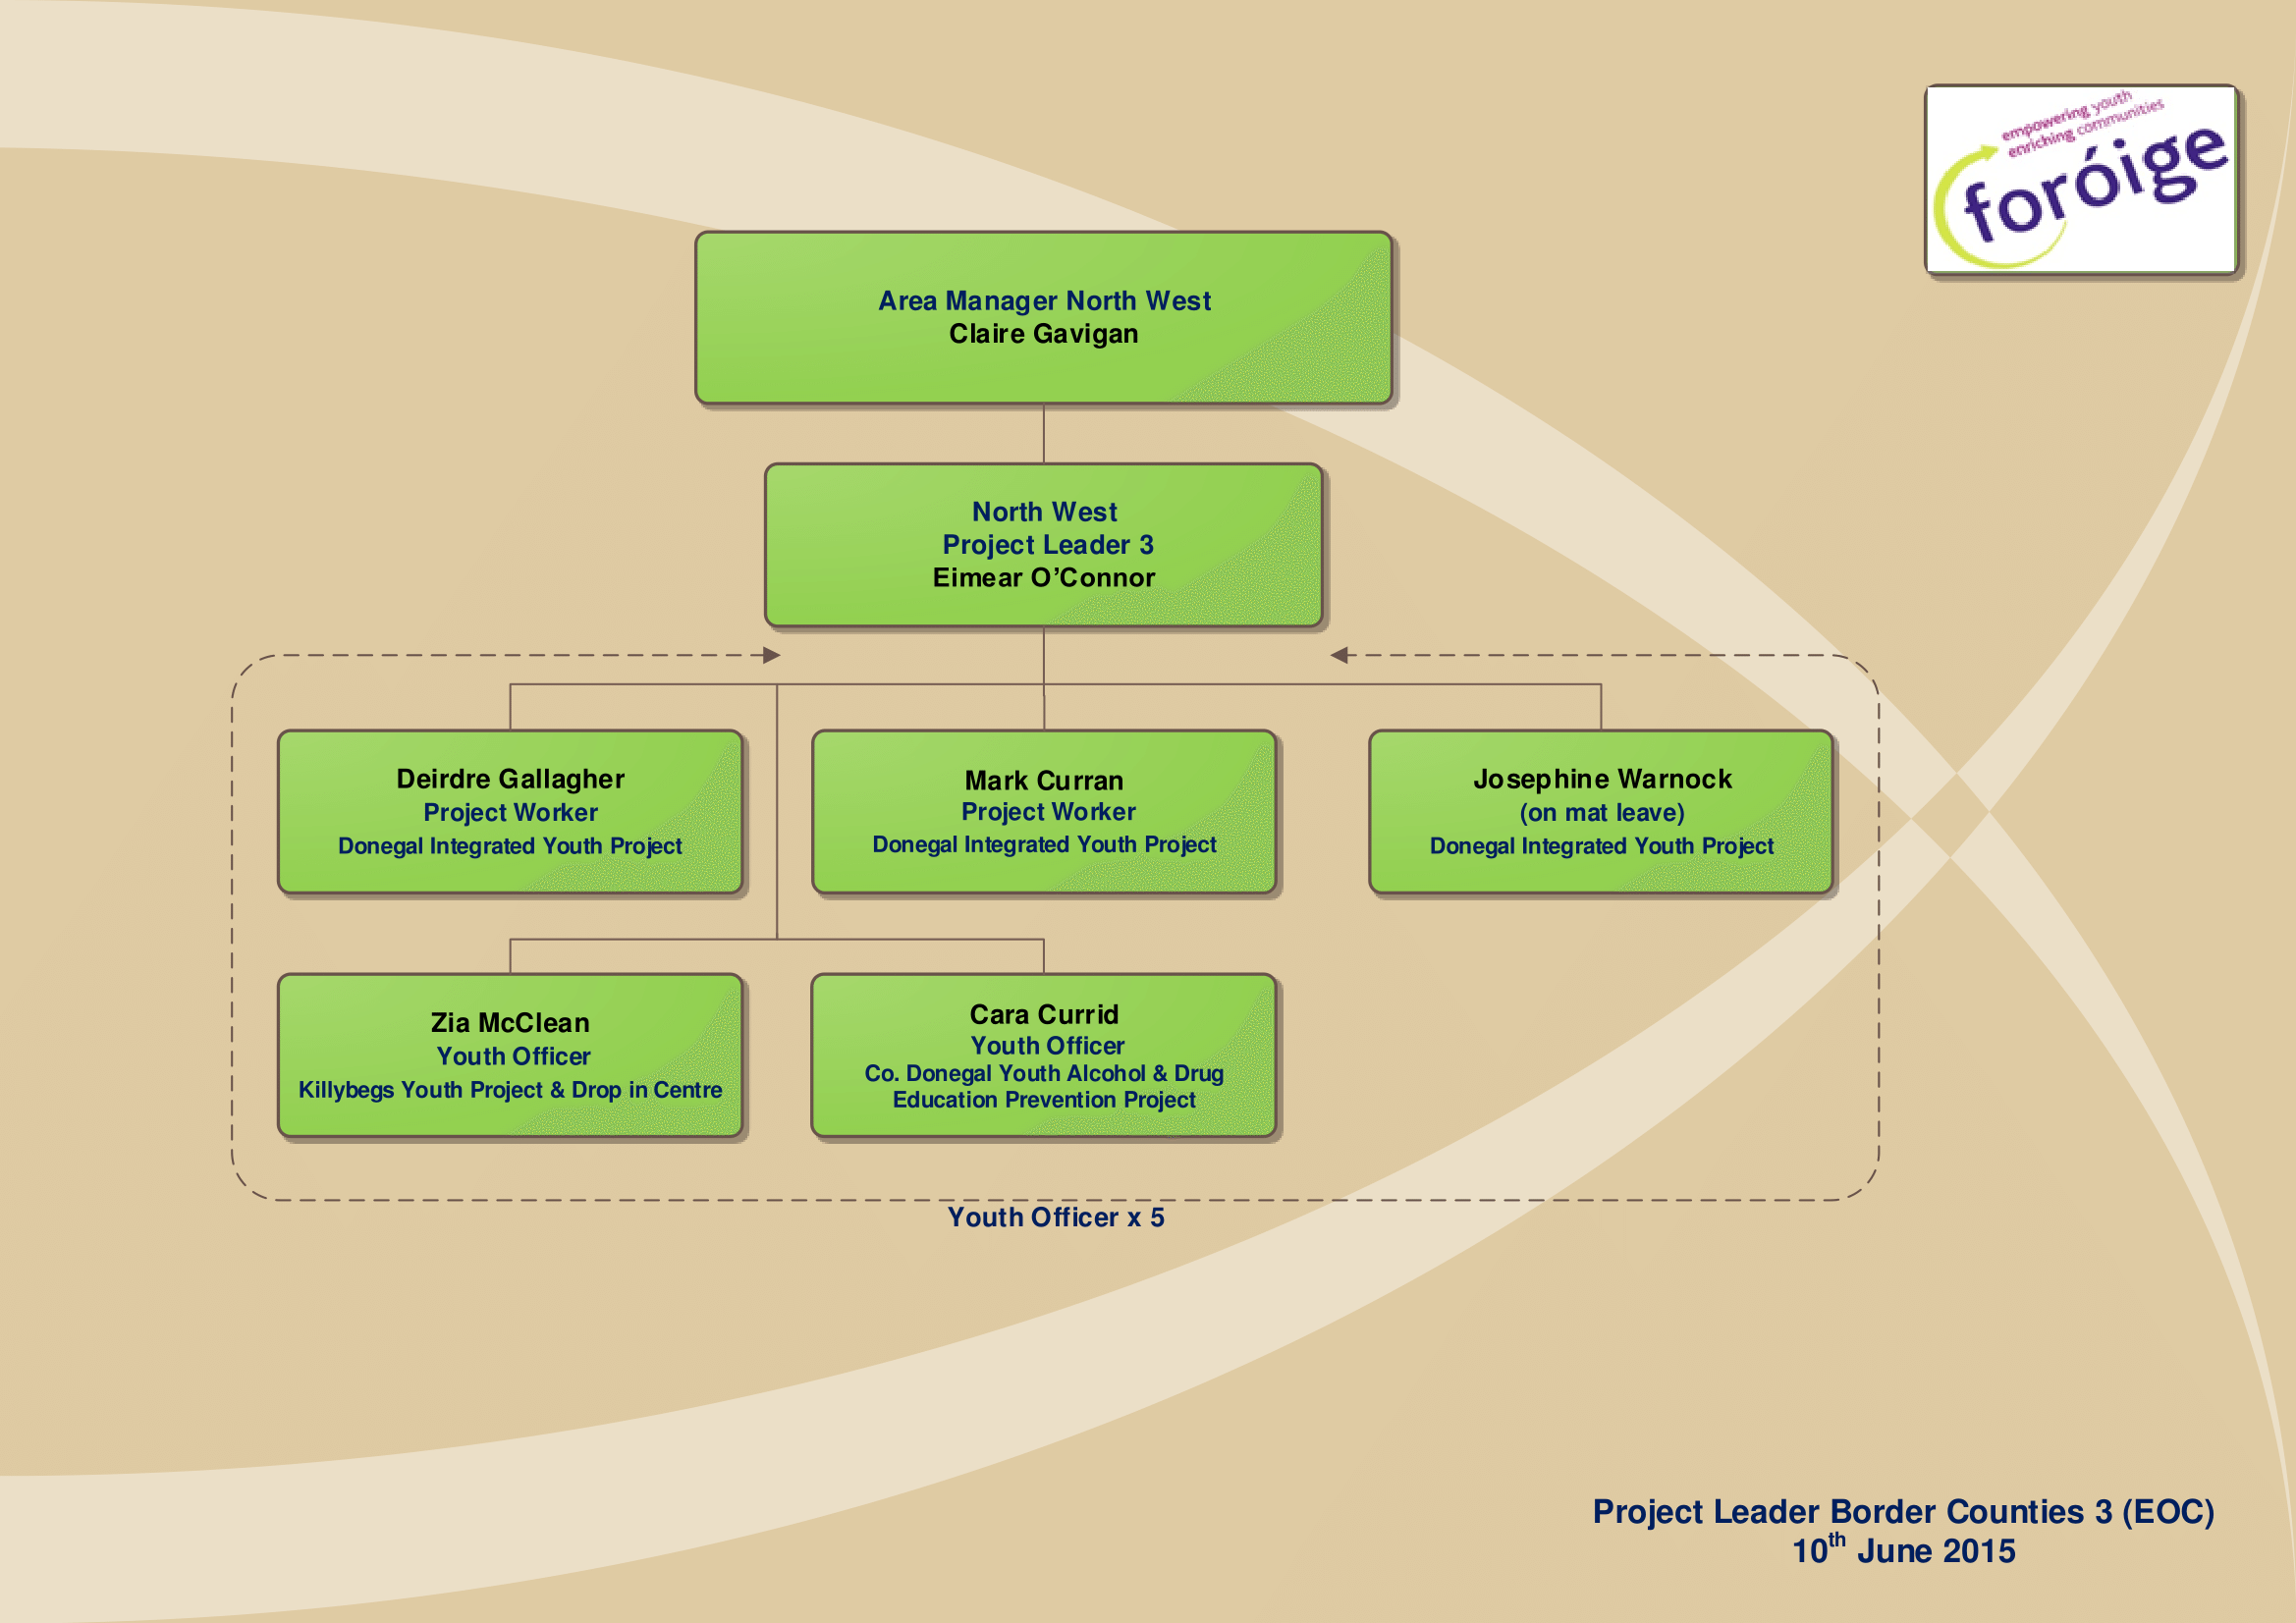 empowering youth
enriching communities
foróige
Area Manager North West
Claire Gavigan
North West
Project Leader 3
Eimear O’Connor
Deirdre Gallagher
Project Worker
Donegal Integrated Youth Project
Mark Curran
Project Worker
Donegal Integrated Youth Project
Josephine Warnock
(on mat leave)
Donegal Integrated Youth Project
Zia McClean
Youth Officer
Killybegs Youth Project & Drop in Centre
Cara Currid
Youth Officer
Co. Donegal Youth Alcohol & Drug
Education Prevention Project
Youth Officer x 5
Project Leader Border Counties 3 (EOC)
10th June 2015